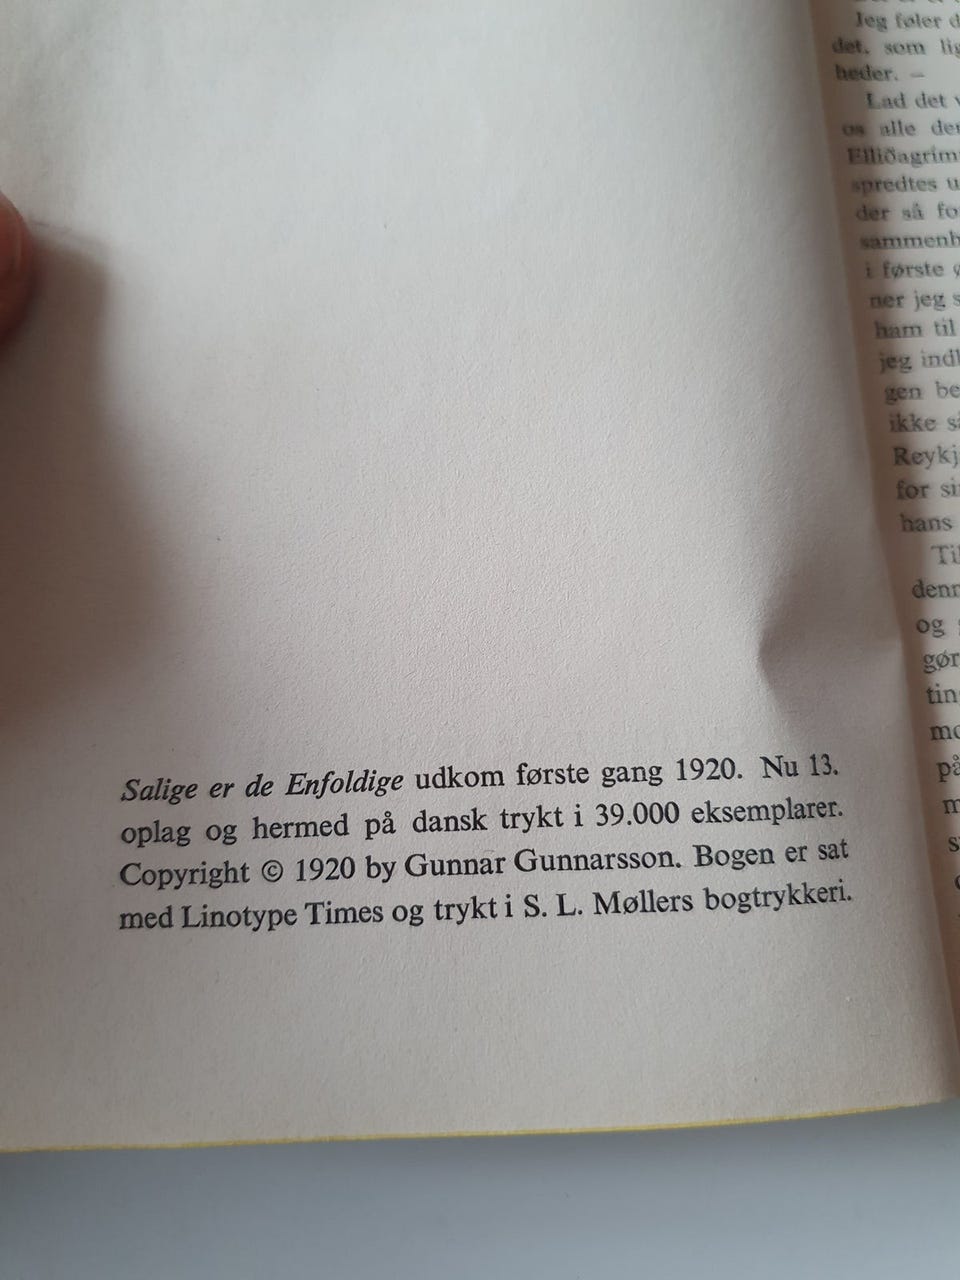 Salige er de Enfoldige udkom første gang 1920. Nu 13.
oplag og hermed på dansk trykt i 39.000 eksemplarer.
Copyright © 1920 by Gunnar Gunnarsson. Bogen er sat
med Linotype Times og trykt i S. L. Møllers bogtrykkeri.
Jeg føler
det, som
heder. —
Lad det
os alle
spredtes
der så
i første
ner jeg
ham til
jeg
gen
ikke
for
hans
og